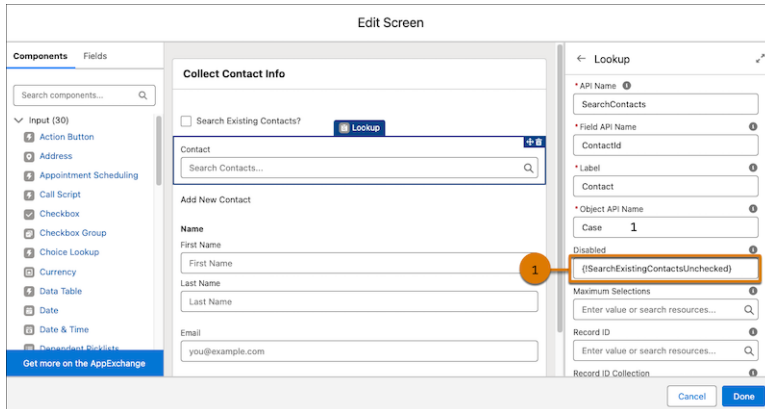 Edit Screen
Components Fields
Search components...
Input (30)
Action Button
Address
Appointment Scheduling
Call Script
Checkbox
Checkbox Group
Choice Lookup
Currency
Data Table
Date
Date & Time
Dependent Picklists
Get more on the AppExchange
Collect Contact Info
Search Existing Contacts?
Lookup
Contact
Search Contacts...
Add New Contact
Name
First Name
First Name
Last Name
Last Name
Email
you@example.com
Lookup
* API Name
SearchContacts
* Field API Name
ContactId
* Label
Contact
* Object API Name
Case 1
Disabled
1
{!SearchExistingContactsUnchecked}
Maximum Selections
Enter value or search resources...
Record ID
Enter value or search resources...
Record ID Collection
Cancel Done